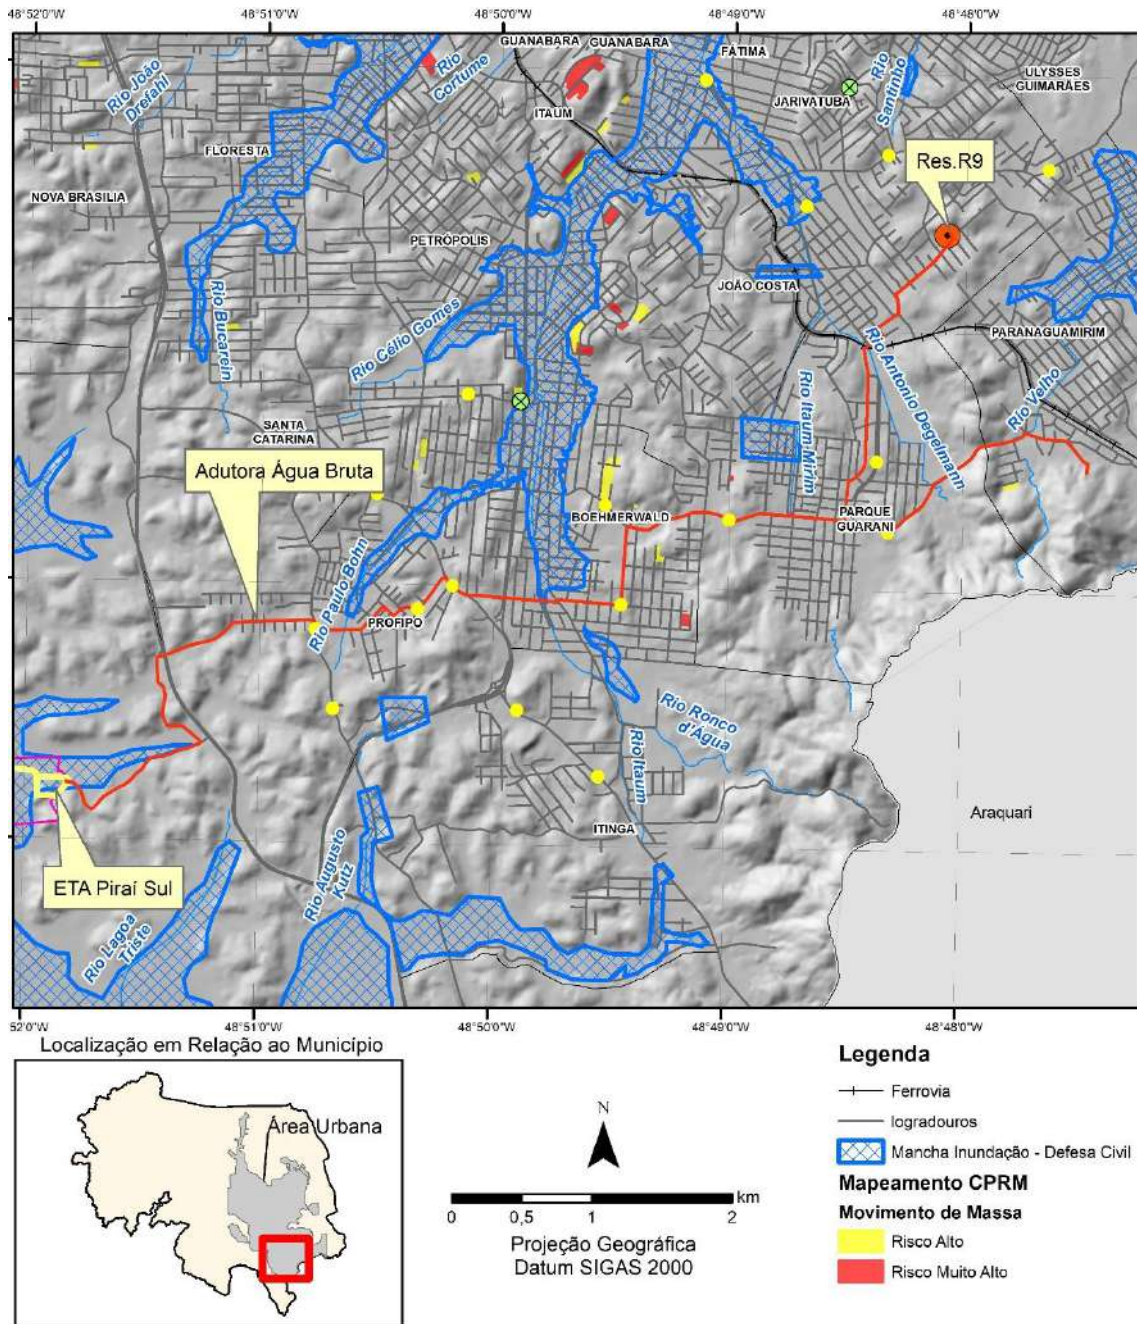 48°52'0"W
48°51'0"W
48°50'0"W
48°49'0"W
48°48'0"W
GUANABARA
GUANABARA
FÁTIMA
Rio João
Drefahl
Rio
Cortume
ULYSSES
GUIMARÃES
Rio
Santinho
JARIVATUBA
ITAUM
FLORESTA
Res.R9
NOVA BRASILIA
PETRÓPOLIS
JOÃO COSTA
Rio Bucarein
Rio Célio Gomes
PARANAGUAMIRIM
Rio Antonio Degelmann
Rio Velho
SANTA
CATARINA
Rio Itaum-Mirim
Adutora Água Bruta
BOEHMERWALD
PARQUE
GUARANI
Rio Paulo Bohn
PROFIPO
Rio Ronco
d'Água
Rio Itaum
Araquari
ITINGA
ETA Piraí Sul
Rio Augusto
Kutz
Rio Lagoa
Triste
52'0"W
48°51'0"W
48°50'0"W
48°49'0"W
48°48'0"W
Localização em Relação ao Município
Área Urbana
N
km
0 0,5 1 2
Projeção Geográfica
Datum SIGAS 2000
Legenda
Ferrovia
logradouros
Mancha Inundação - Defesa Civil
Mapeamento CPRM
Movimento de Massa
Risco Alto
Risco Muito Alto